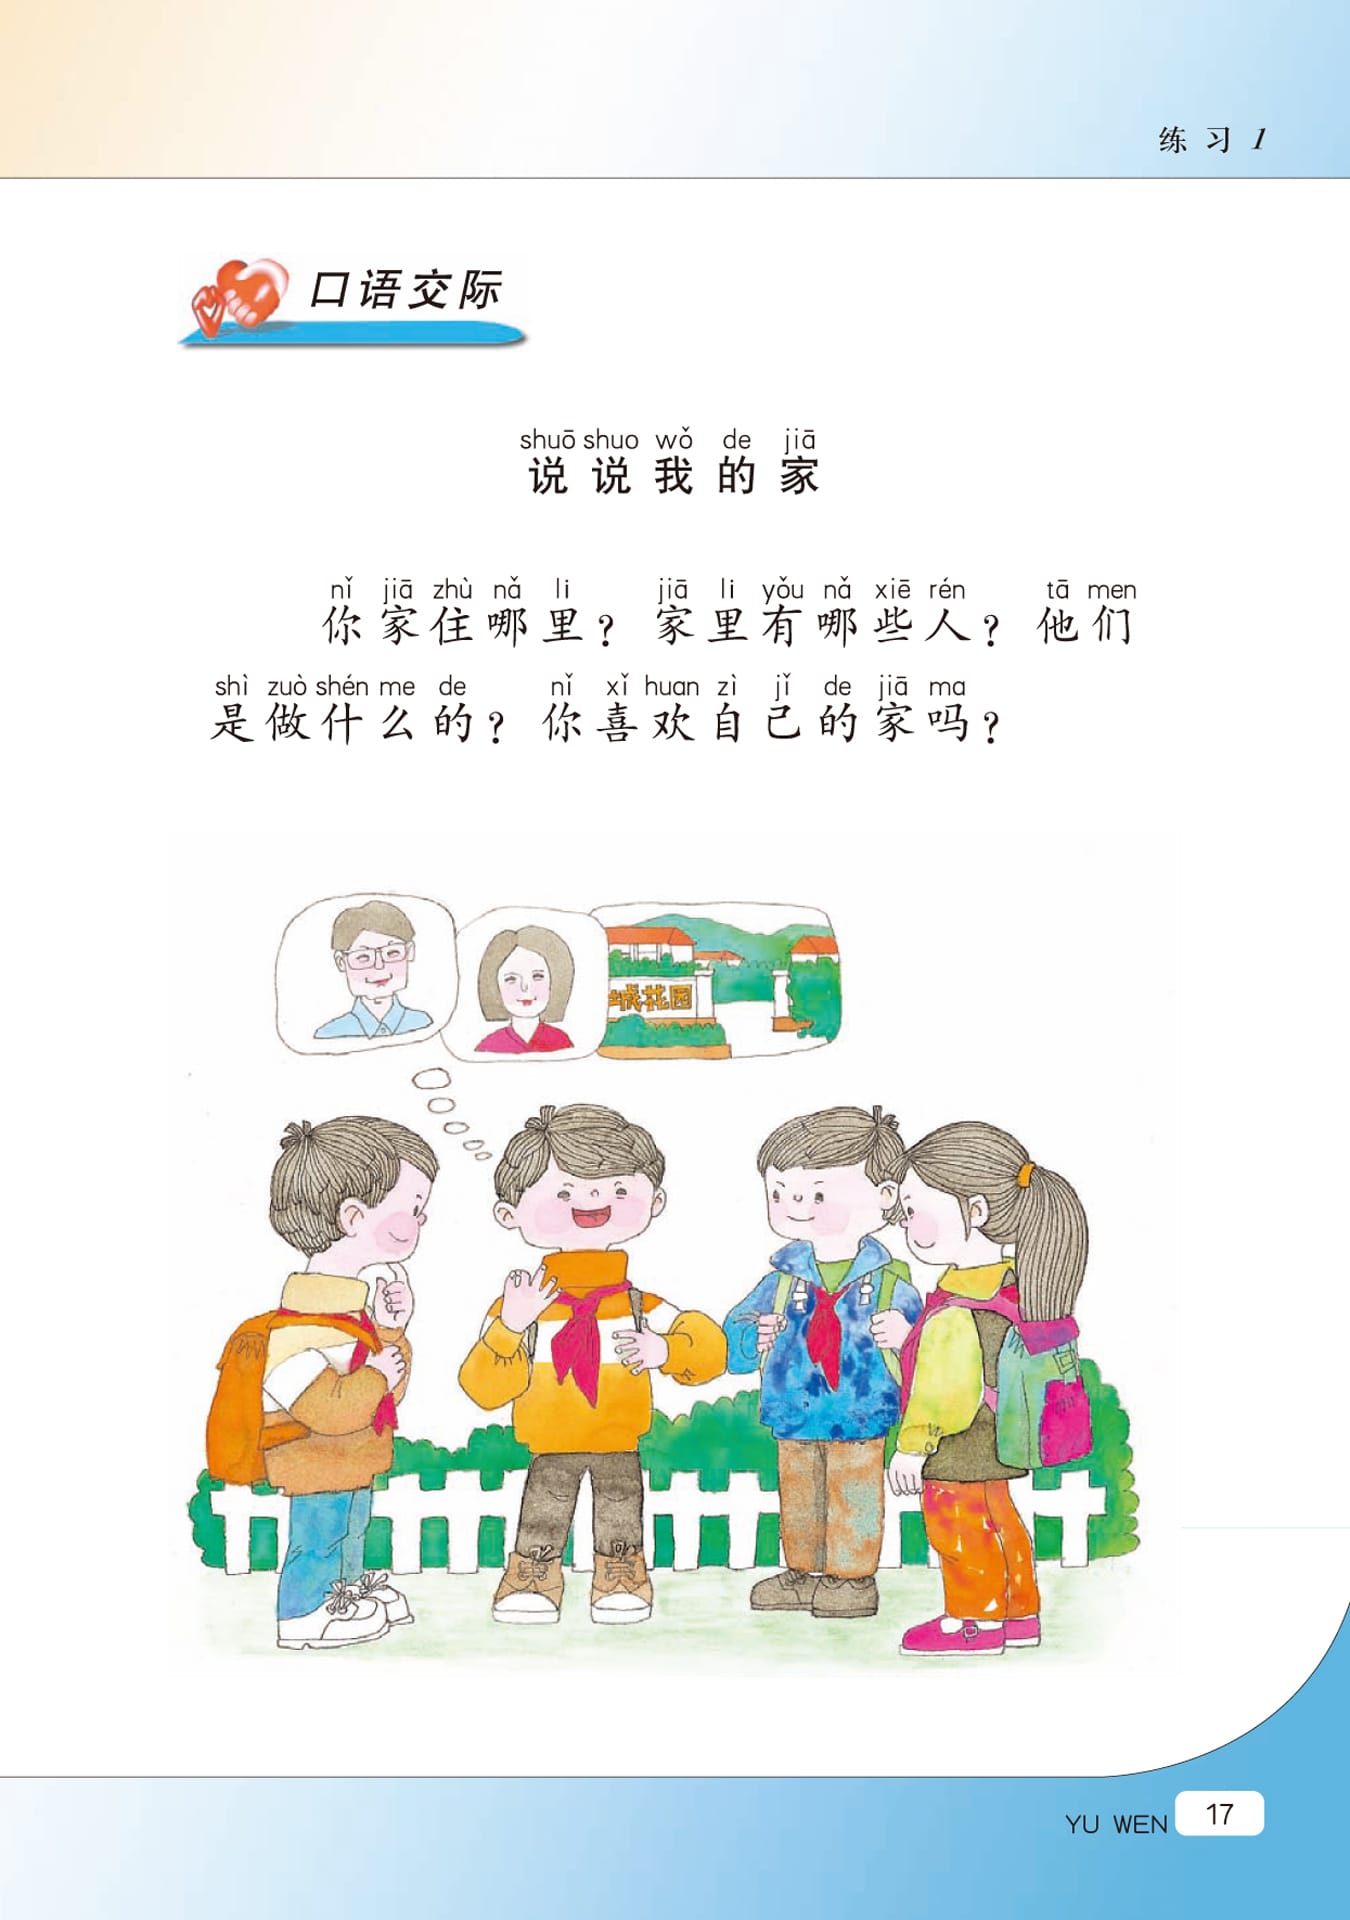 练习1
口语交际
shuō shuo wǒ de jiā
说说我的家
nǐ jiā zhù nǎ li jiā li yǒu nǎ xiē rén tā men
你家住哪里？家里有哪些人？他们
shì zuò shén me de nǐ xǐ huan zì jǐ de jiā ma
是做什么的？你喜欢自己的家吗？
城花园
YU WEN 17